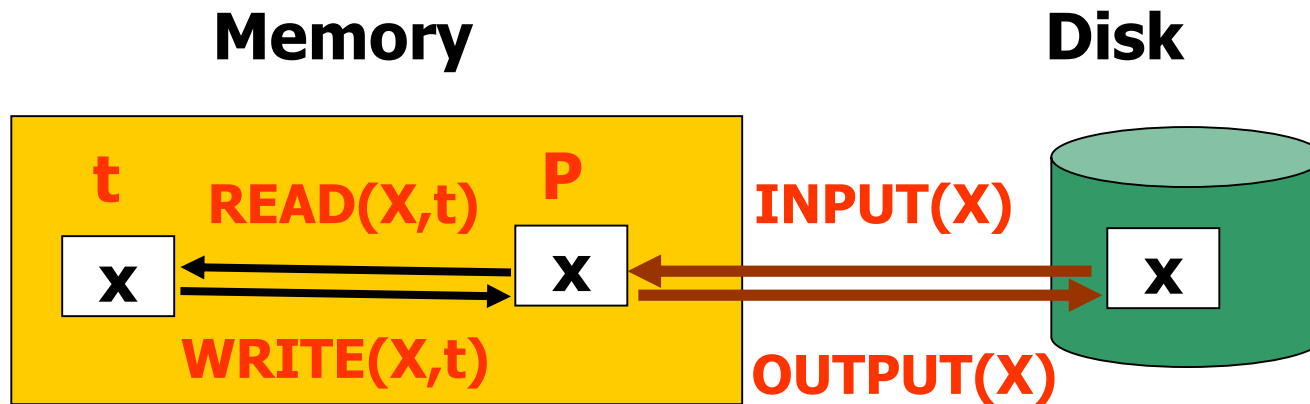 Memory
Disk
t
READ(X,t)
P
INPUT(X)
x
x
x
WRITE(X,t)
OUTPUT(X)